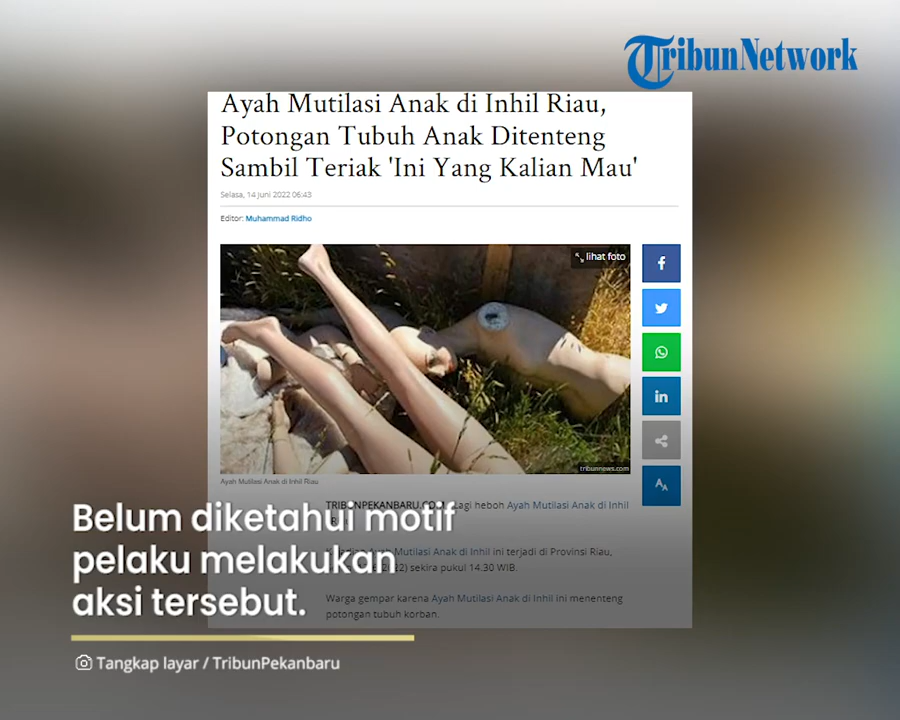 TribunNetwork
Ayah Mutilasi Anak di Inhil Riau,
Potongan Tubuh Anak Ditenteng
Sambil Teriak 'Ini Yang Kalian Mau'
Selasa, 14 Juni 2022 06:43
Editor: Muhammad Ridho
lihat foto
tribunnews.com
Ayah Mutilasi Anak di Inhil Riau
TRIBUNPEKANBARU.COM - Lagi heboh Ayah Mutilasi Anak di Inhil
Ayah Mutilasi Anak di Inhil ini terjadi di Provinsi Riau,
sekira pukul 14.30 WIB.
Warga gempar karena Ayah Mutilasi Anak di Inhil ini menenteng
potongan tubuh korban.
Belum diketahui motif
pelaku melakukan
aksi tersebut.
Tangkap layar / TribunPekanbaru